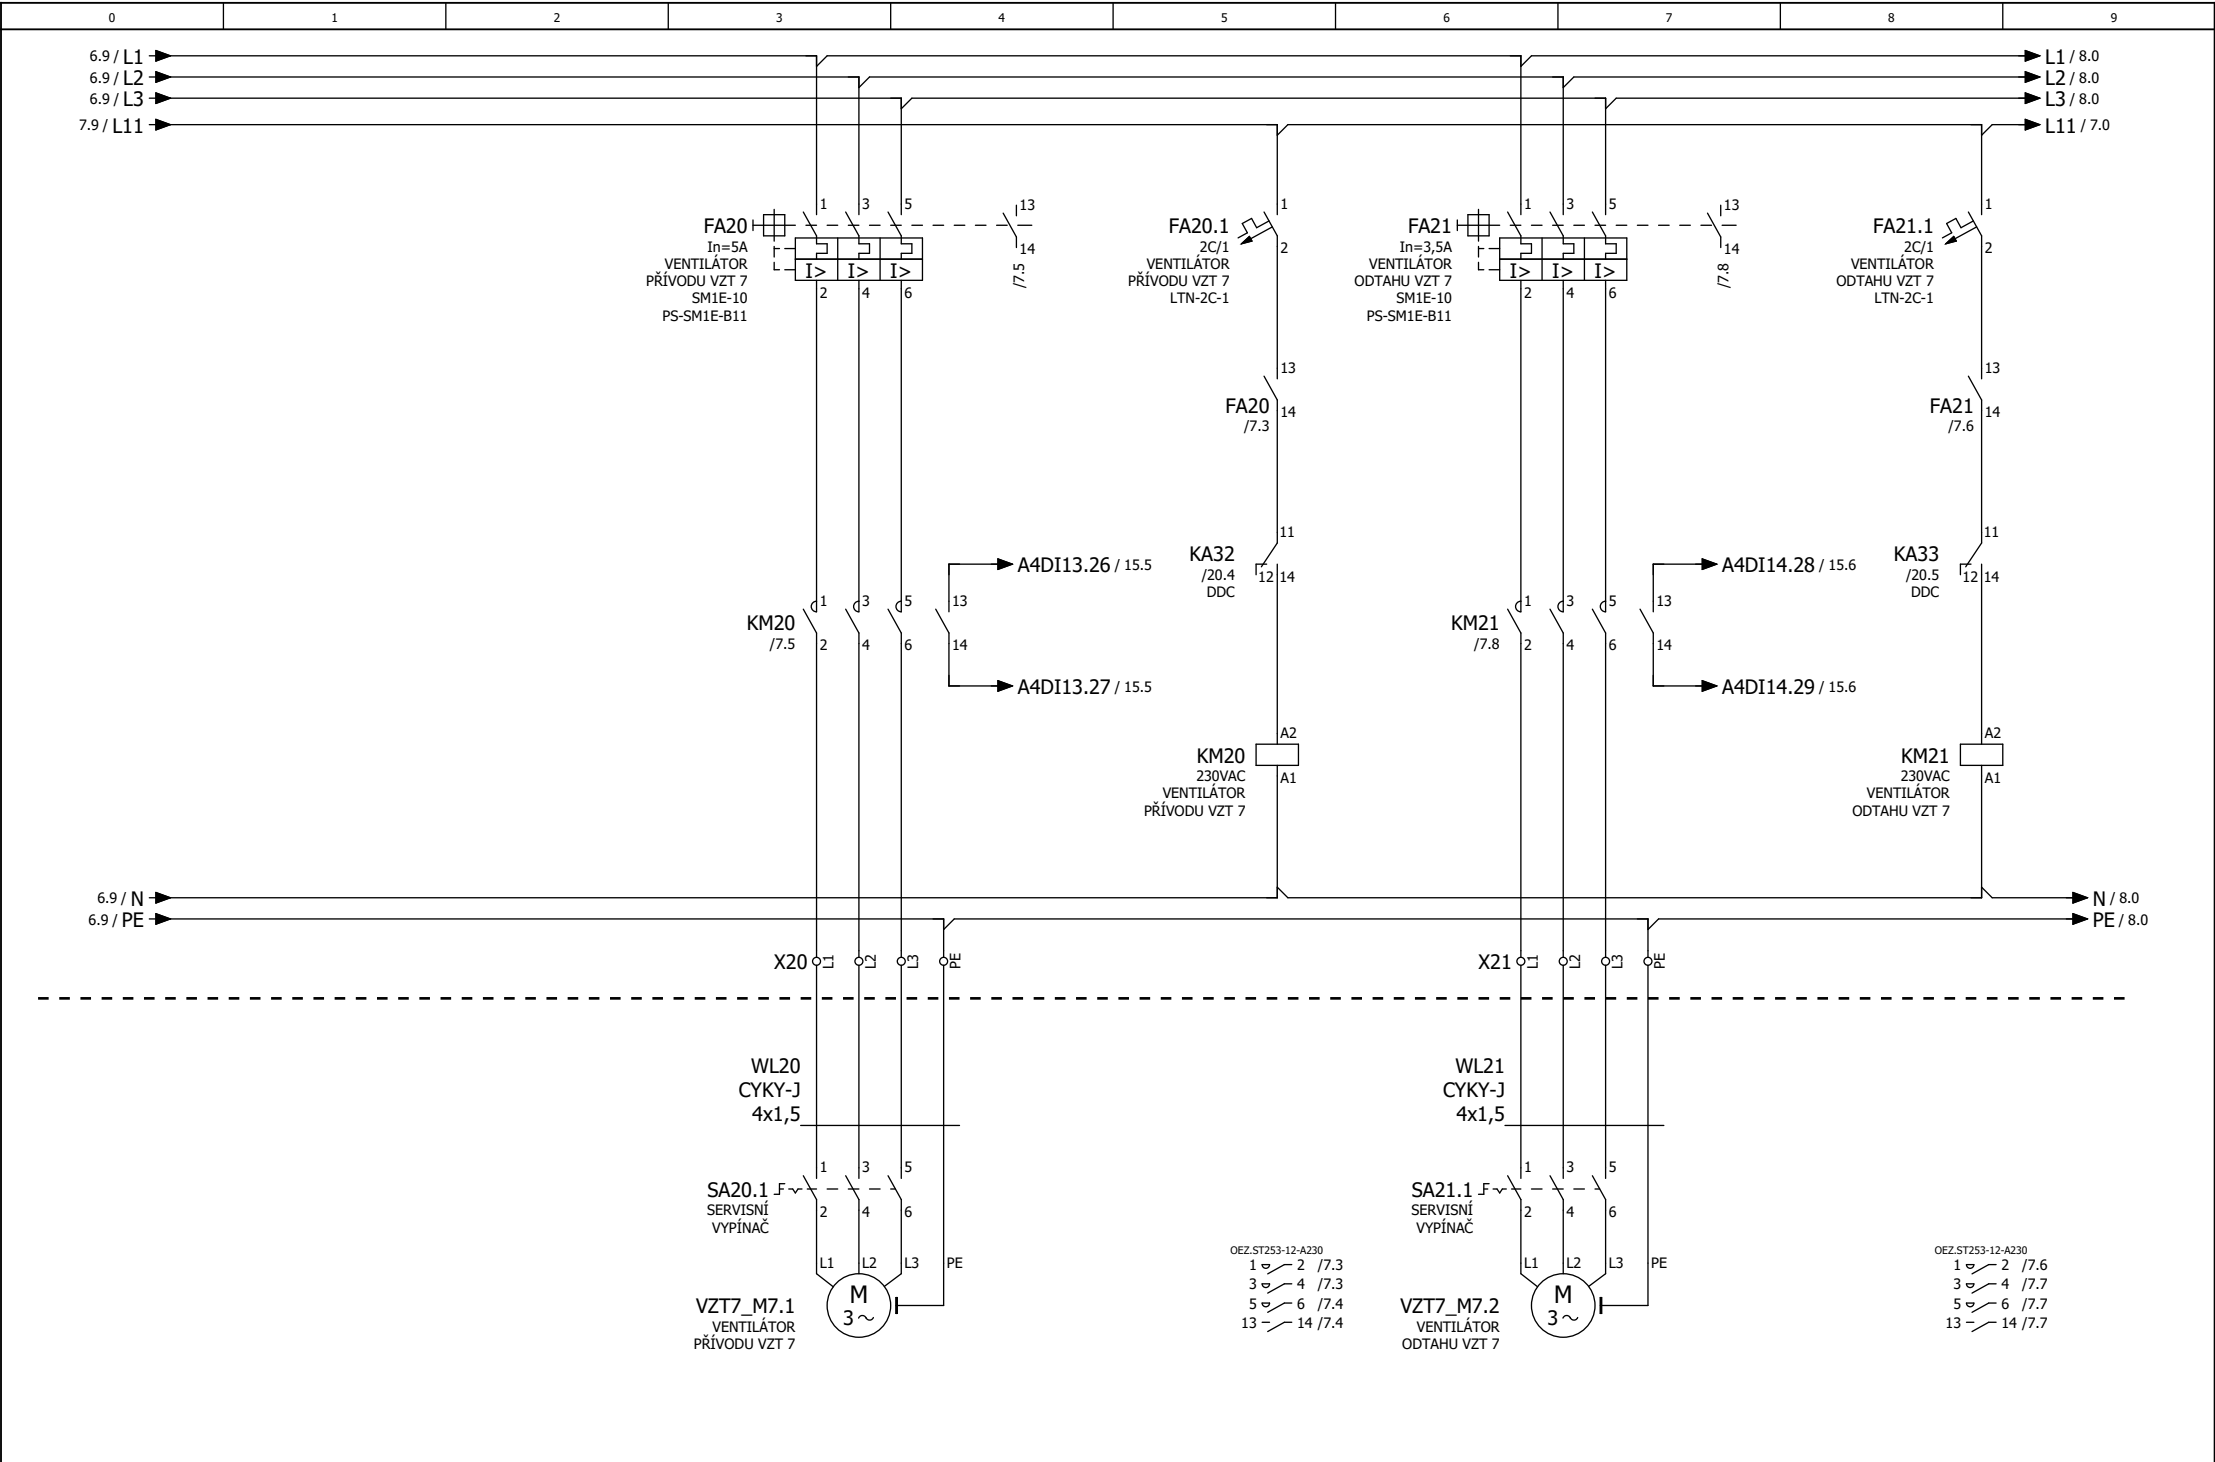 0 1 2 3 4 5 6 7 8 9
6.9 / L1
L1 / 8.0
6.9 / L2
L2 / 8.0
6.9 / L3
L3 / 8.0
7.9 / L11
L11 / 7.0
FA20
In=5A
VENTILÁTOR
PŘÍVODU VZT 7
SM1E-10
PS-SM1E-B11
1 3 5
I> I> I>
2 4 6
13
14
/7.5
FA20.1
2C/1
VENTILÁTOR
PŘÍVODU VZT 7
LTN-2C-1
1
2
FA21
In=3,5A
VENTILÁTOR
ODTAHU VZT 7
SM1E-10
PS-SM1E-B11
1 3 5
I> I> I>
2 4 6
13
14
/7.8
FA21.1
2C/1
VENTILÁTOR
ODTAHU VZT 7
LTN-2C-1
1
2
13
FA20 14
/7.3
13
FA21 14
/7.6
A4DI13.26 / 15.5
KM20
/7.5
1 3 5 13
2 4 6 14
A4DI13.27 / 15.5
11
KA32
/20.4
DDC
12 14
A4DI14.28 / 15.6
KM21
/7.8
1 3 5 13
2 4 6 14
A4DI14.29 / 15.6
11
KA33
/20.5
DDC
12 14
A2
KM20
230VAC
VENTILÁTOR
PŘÍVODU VZT 7
A1
A2
KM21
230VAC
VENTILÁTOR
ODTAHU VZT 7
A1
6.9 / N
N / 8.0
6.9 / PE
PE / 8.0
X20 L1 L2 L3 PE
X21 L1 L2 L3 PE
WL20
CYKY-J
4x1,5
WL21
CYKY-J
4x1,5
1 3 5
SA20.1
SERVISNÍ
VYPÍNAČ
2 4 6
L1 L2 L3 PE
M
3~
VZT7_M7.1
VENTILÁTOR
PŘÍVODU VZT 7
OEZ.ST253-12-A230
1 2 /7.3
3 4 /7.3
5 6 /7.4
13 14 /7.4
1 3 5
SA21.1
SERVISNÍ
VYPÍNAČ
2 4 6
L1 L2 L3 PE
M
3~
VZT7_M7.2
VENTILÁTOR
ODTAHU VZT 7
OEZ.ST253-12-A230
1 2 /7.6
3 4 /7.7
5 6 /7.7
13 14 /7.7